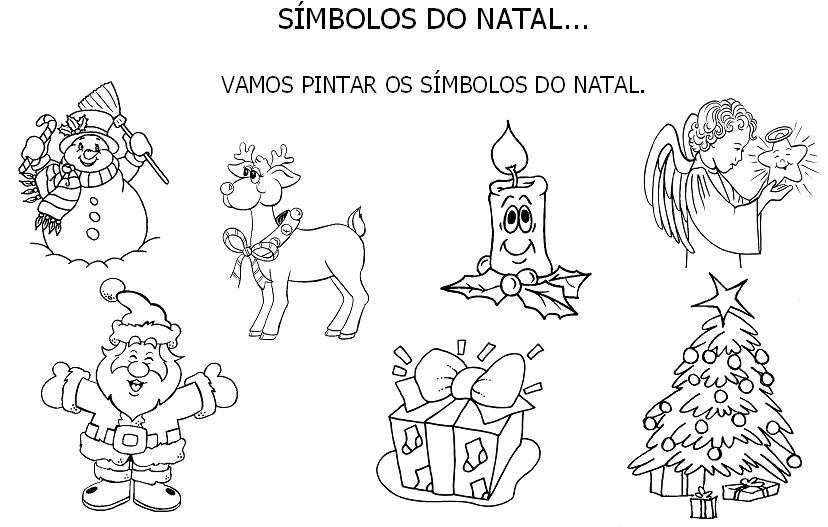 SÍMBOLOS DO NATAL...
VAMOS PINTAR OS SÍMBOLOS DO NATAL.